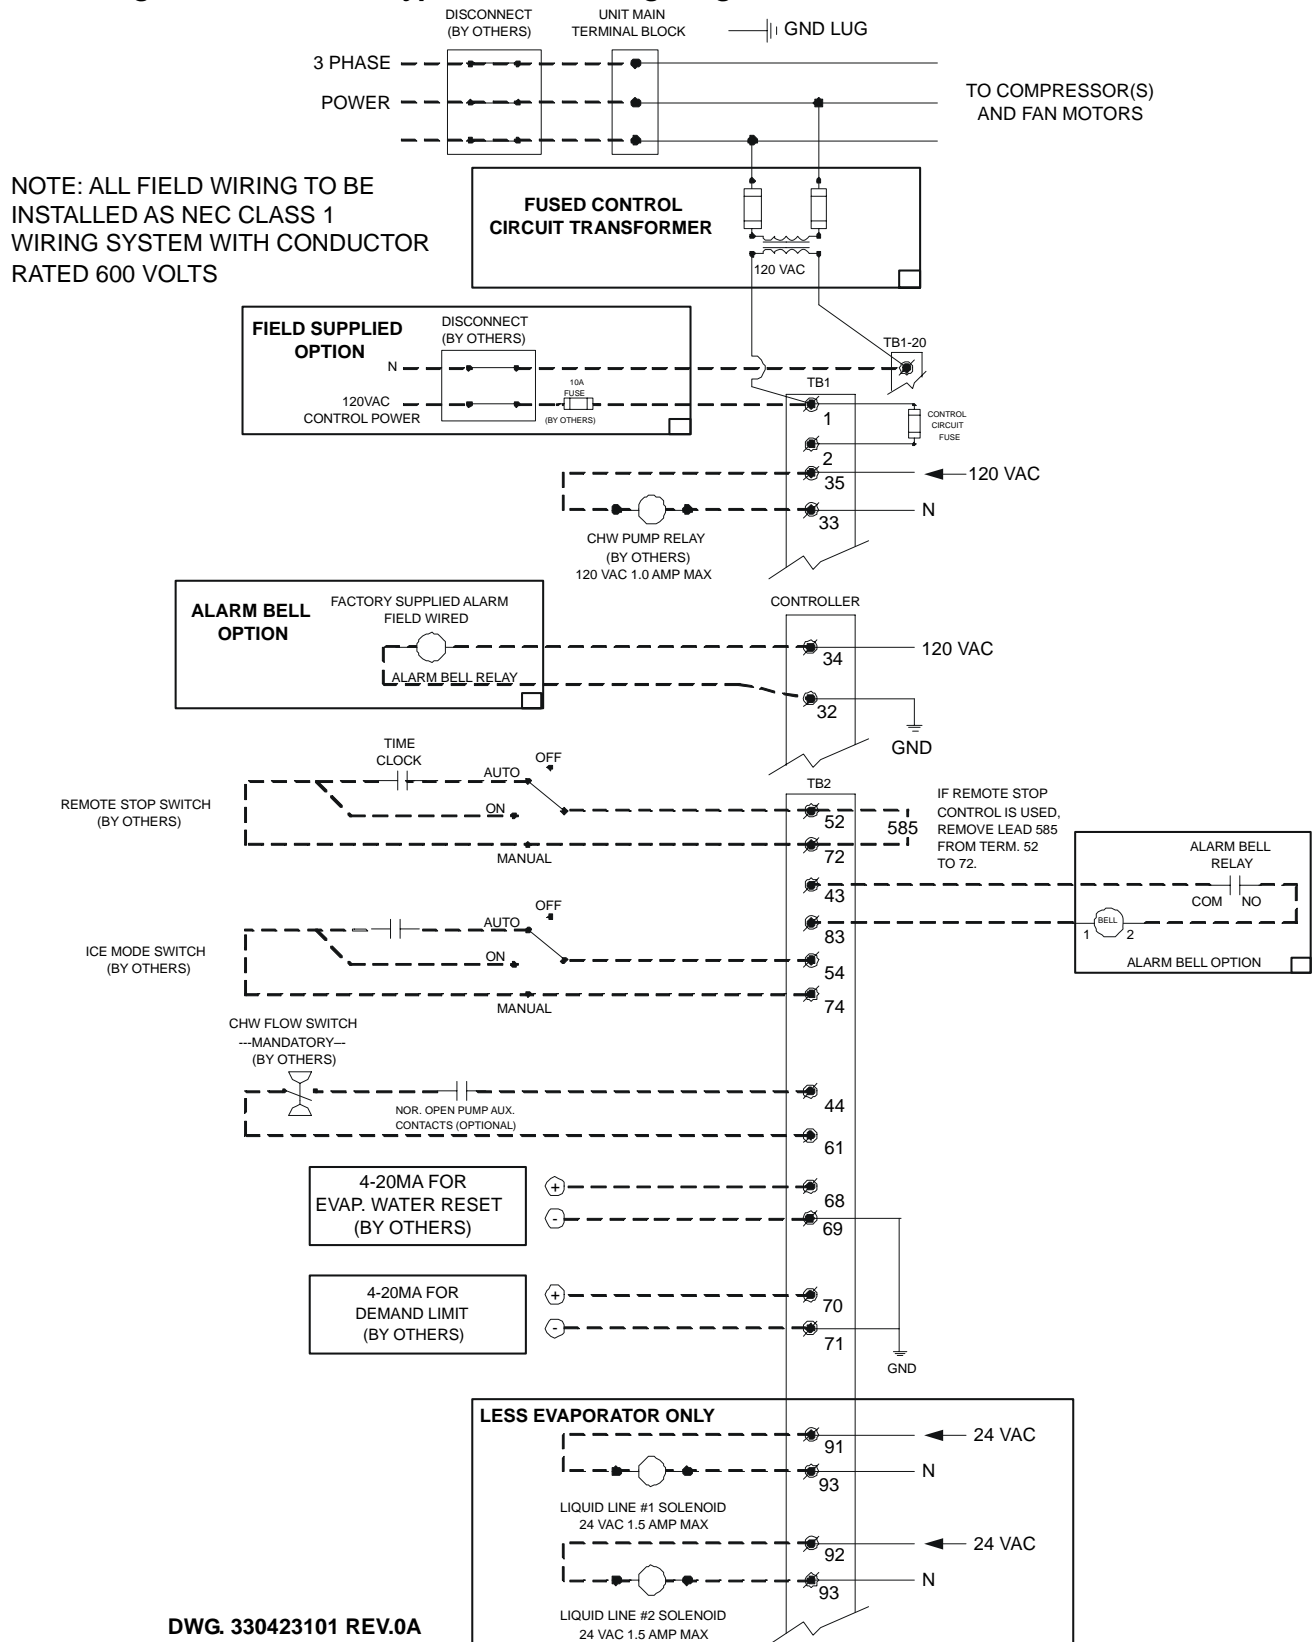 DISCONNECT
(BY OTHERS)
UNIT MAIN
TERMINAL BLOCK
GND LUG
3 PHASE
POWER
TO COMPRESSOR(S)
AND FAN MOTORS
NOTE: ALL FIELD WIRING TO BE
INSTALLED AS NEC CLASS 1
WIRING SYSTEM WITH CONDUCTOR
RATED 600 VOLTS
FUSED CONTROL
CIRCUIT TRANSFORMER
120 VAC
FIELD SUPPLIED
OPTION
DISCONNECT
(BY OTHERS)
N
120VAC
CONTROL POWER
10A
FUSE
(BY OTHERS)
TB1-20
TB1
1
CONTROL
CIRCUIT
FUSE
2
35
120 VAC
33
N
CHW PUMP RELAY
(BY OTHERS)
120 VAC 1.0 AMP MAX
ALARM BELL
OPTION
FACTORY SUPPLIED ALARM
FIELD WIRED
ALARM BELL RELAY
CONTROLLER
34
120 VAC
32
GND
TIME
CLOCK
OFF
AUTO
ON
MANUAL
REMOTE STOP SWITCH
(BY OTHERS)
TB2
52
585
72
IF REMOTE STOP
CONTROL IS USED,
REMOVE LEAD 585
FROM TERM. 52
TO 72.
ALARM BELL
RELAY
COM
NO
BELL
1
2
ALARM BELL OPTION
43
83
OFF
AUTO
ON
MANUAL
ICE MODE SWITCH
(BY OTHERS)
54
74
CHW FLOW SWITCH
---MANDATORY--–
(BY OTHERS)
NOR. OPEN PUMP AUX.
CONTACTS (OPTIONAL)
44
61
4-20MA FOR
EVAP. WATER RESET
(BY OTHERS)
+
-
68
69
4-20MA FOR
DEMAND LIMIT
(BY OTHERS)
+
-
70
71
GND
LESS EVAPORATOR ONLY
91
24 VAC
93
N
LIQUID LINE #1 SOLENOID
24 VAC 1.5 AMP MAX
92
24 VAC
93
N
LIQUID LINE #2 SOLENOID
24 VAC 1.5 AMP MAX
DWG. 330423101 REV.0A